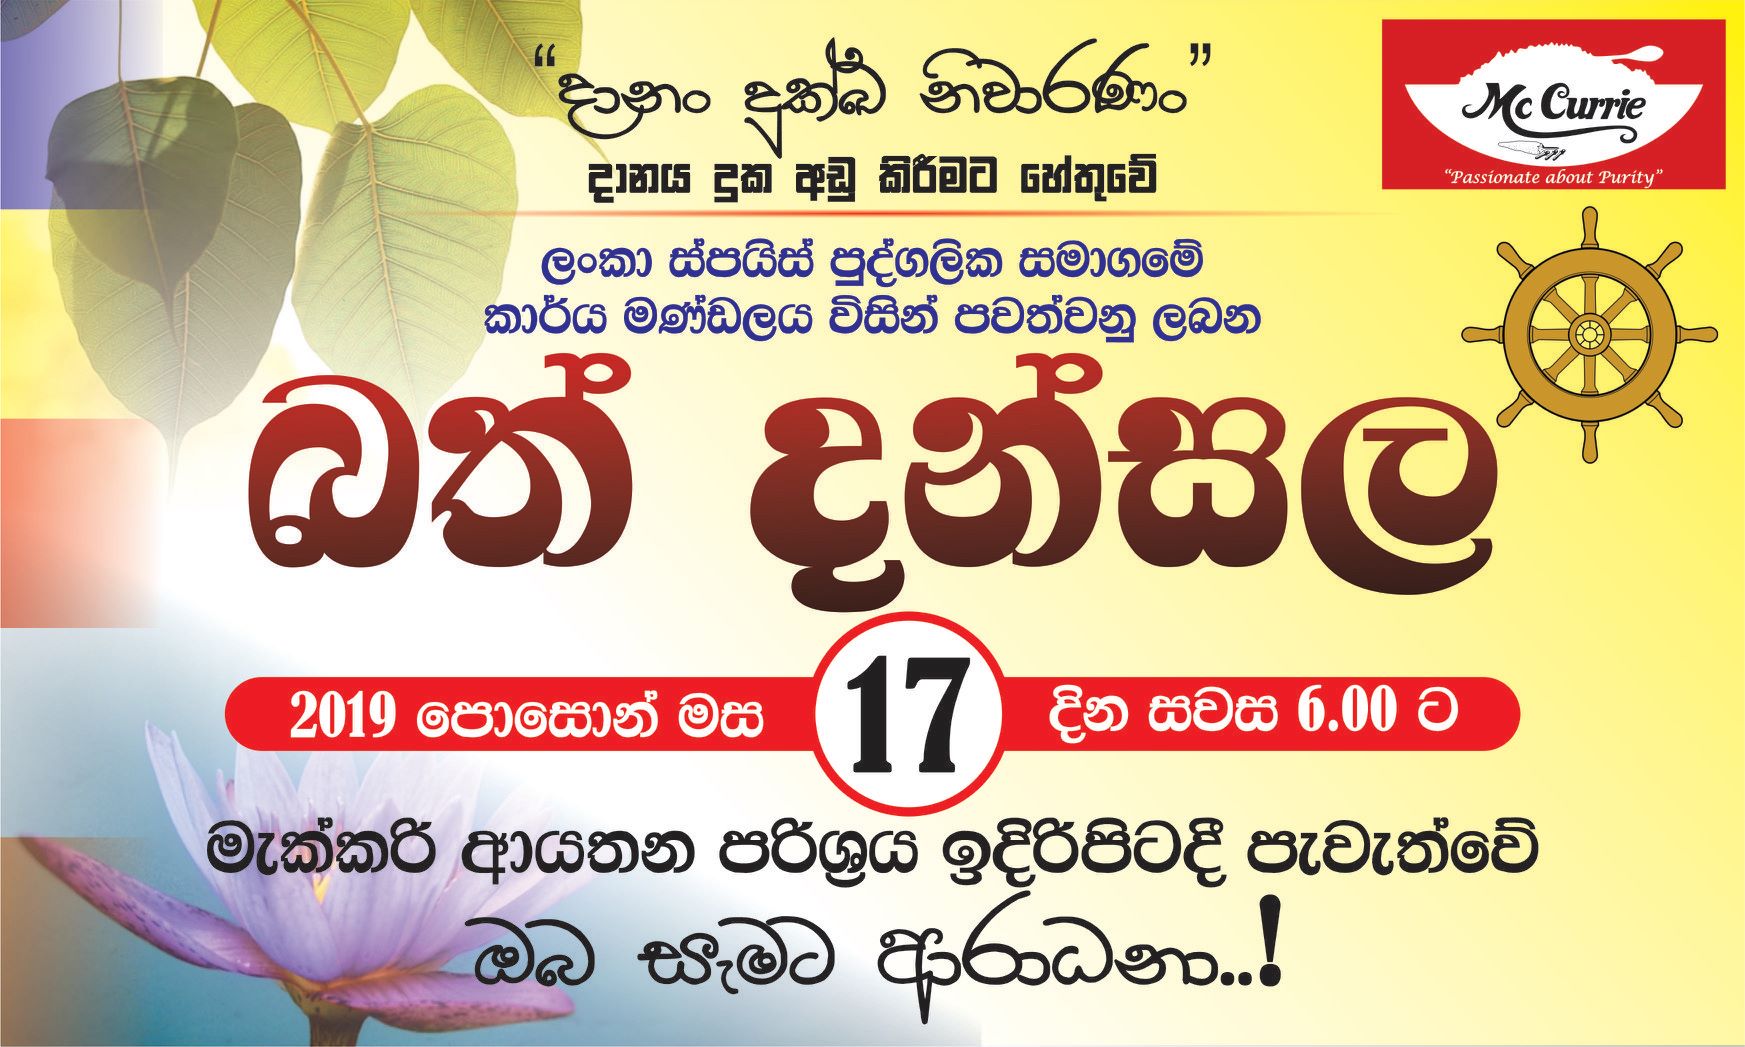 “දානං දුක්ඛ නිවාරණං”
Mc Currie
“Passionate about Purity”
දානය දුක අඩු කිරීමට හේතුවේ
ලංකා ස්පයිස් පුද්ගලික සමාගමේ
කාර්ය මණ්ඩලය විසින් පවත්වනු ලබන
බත් දන්සල
2019 පොසොන් මස 17 දින සවස 6.00 ට
මැක්කරි ආයතන පරිශ්‍රය ඉදිරිපිටදී පැවැත්වේ
ඔබ සැමට ආරාධනා..!